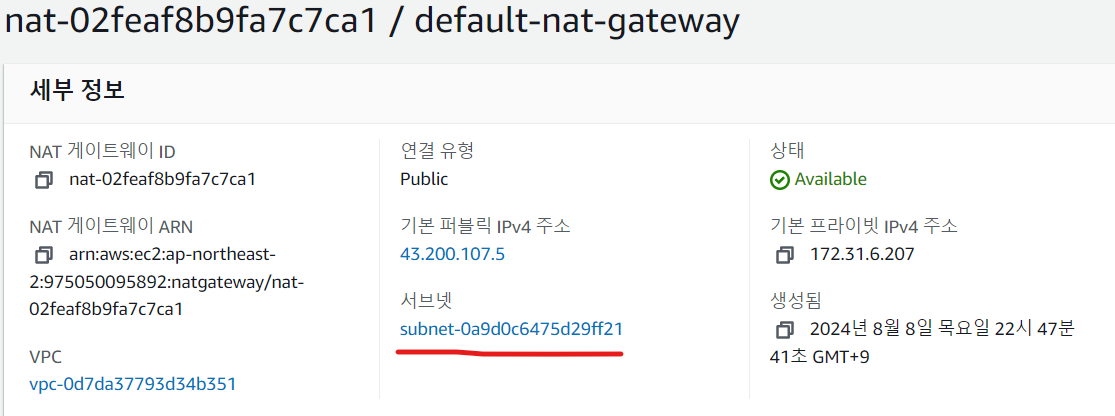 nat-02feaf8b9fa7c7ca1 / default-nat-gateway
세부 정보
NAT 게이트웨이 ID
nat-02feaf8b9fa7c7ca1
NAT 게이트웨이 ARN
arn:aws:ec2:ap-northeast-
2:975050095892:natgateway/nat-
02feaf8b9fa7c7ca1
VPC
vpc-0d7da37793d34b351
연결 유형
Public
기본 퍼블릭 IPv4 주소
43.200.107.5
서브넷
subnet-0a9d0c6475d29ff21
상태
Available
기본 프라이빗 IPv4 주소
172.31.6.207
생성됨
2024년 8월 8일 목요일 22시 47분
41초 GMT+9